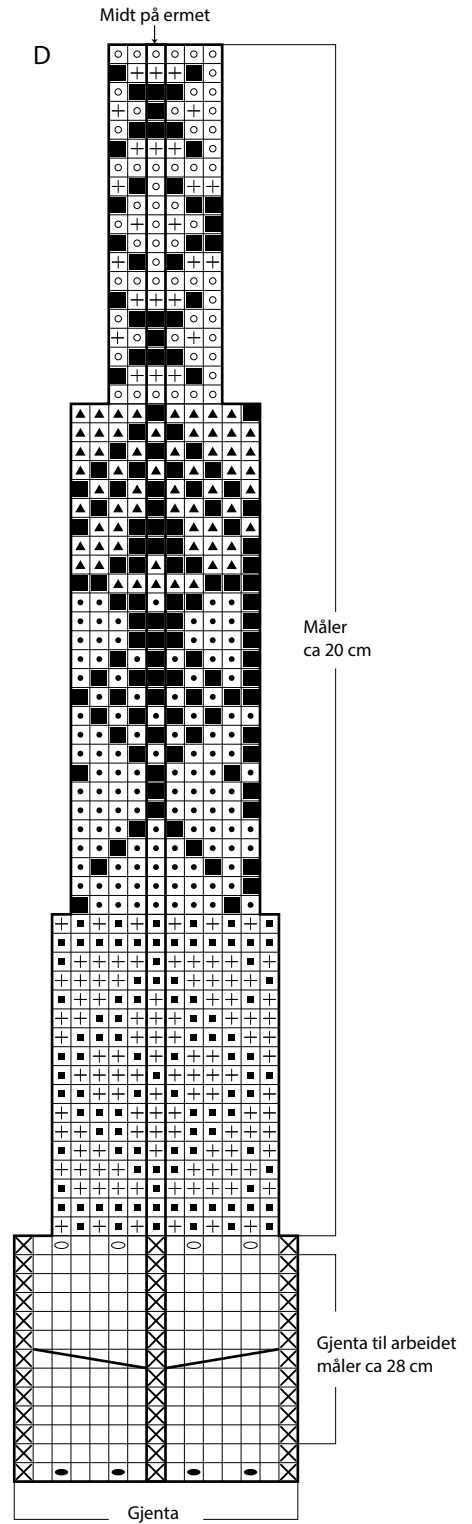 Midt på ermet
D
Måler
ca 20 cm
Gjenta til arbeidet
måler ca 28 cm
Gjenta